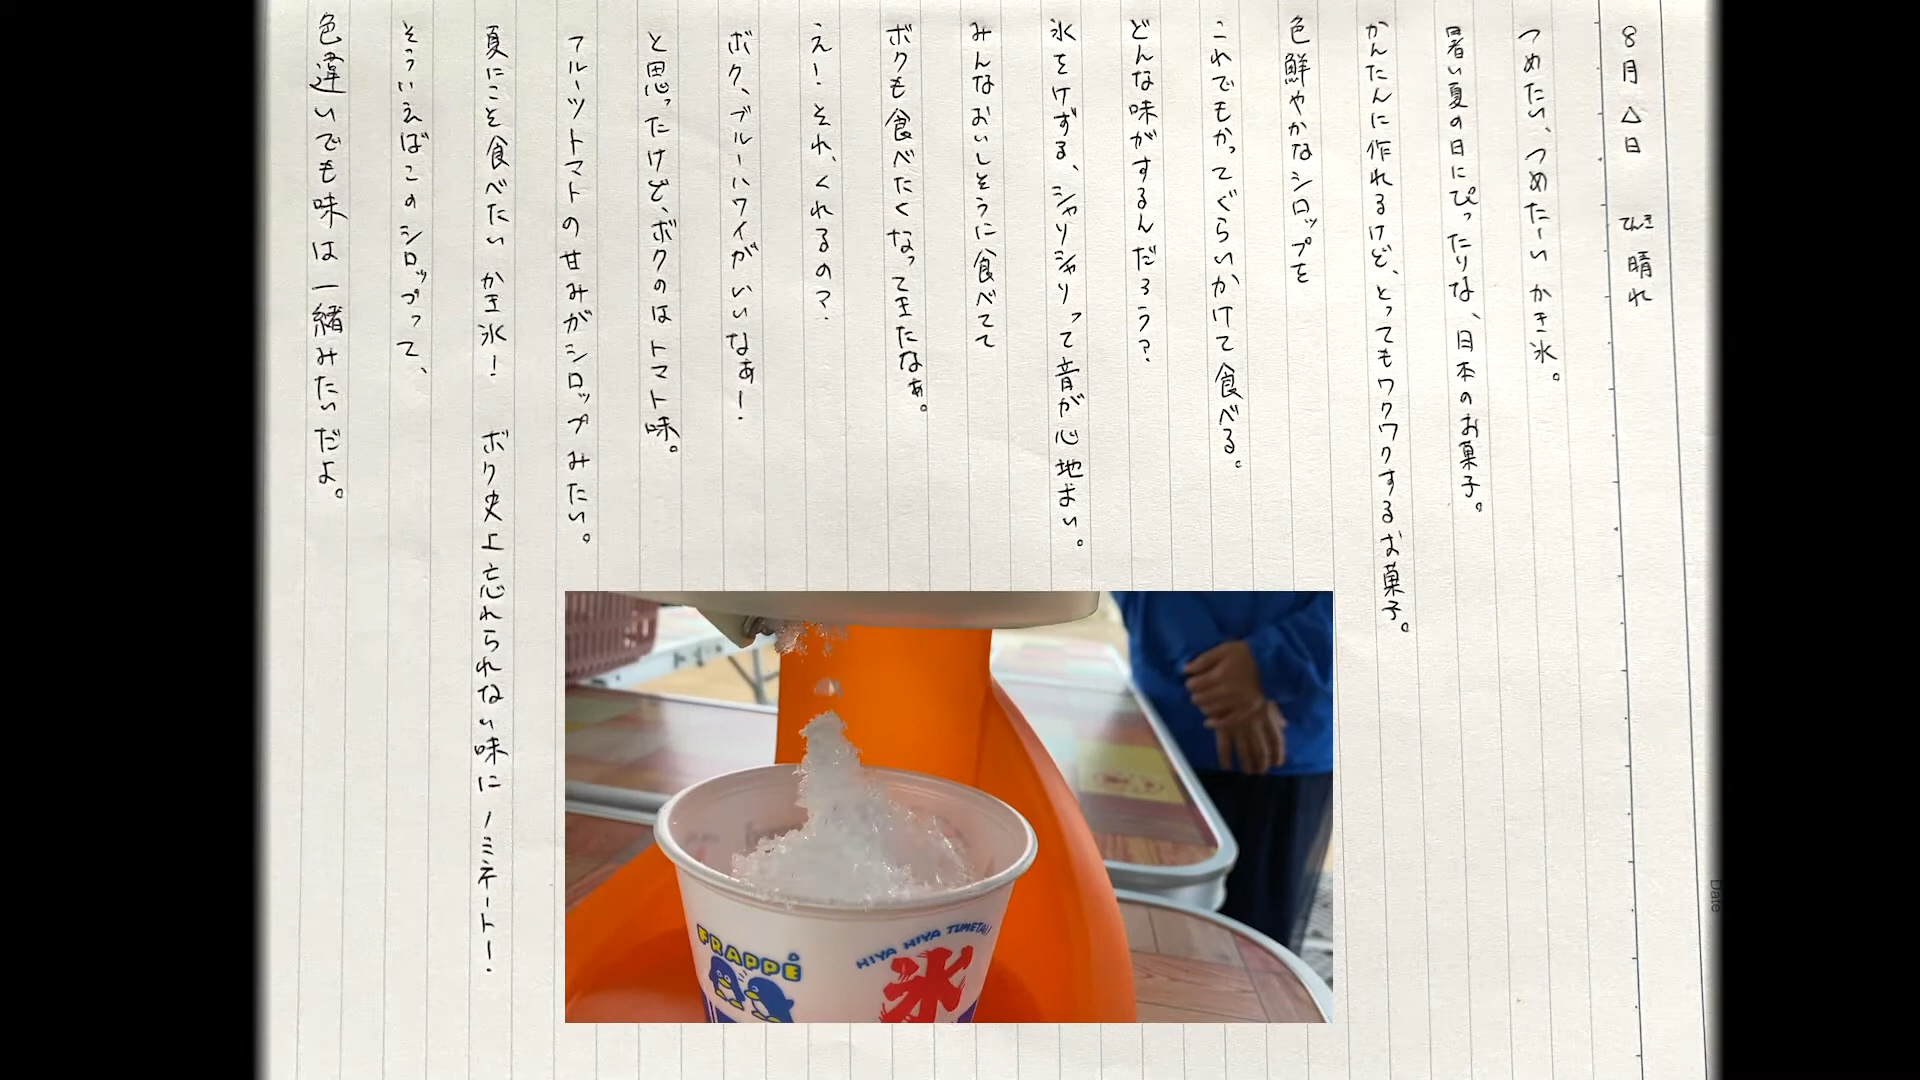 8月△日 てんき 晴れ
つめたい、つめたーい かき氷。
暑い夏の日にぴったりな、日本のお菓子。
かんたんに作れるけど、とってもワクワクするお菓子。
色鮮やかなシロップを
これでもかってぐらいかけて食べる。
どんな味がするんだろう？
氷をけずる、シャリシャリって音が心地よい。
みんなおいしそうに食べてて
ボクも食べたくなってきたなぁ。
え！それ、くれるの？
ボク、ブルーハワイがいいなぁ！
と思ったけど、ボクのはトマト味。
フルーツトマトの甘みがシロップみたい。
夏にこそ食べたい かき氷！ ボク史上忘れられない味にノミネート！
そういえばこのシロップって、
色違いでも味は一緒みたいだよ。
FRAPPÉ
HIYA HIYA TUMETAI!
氷
Date